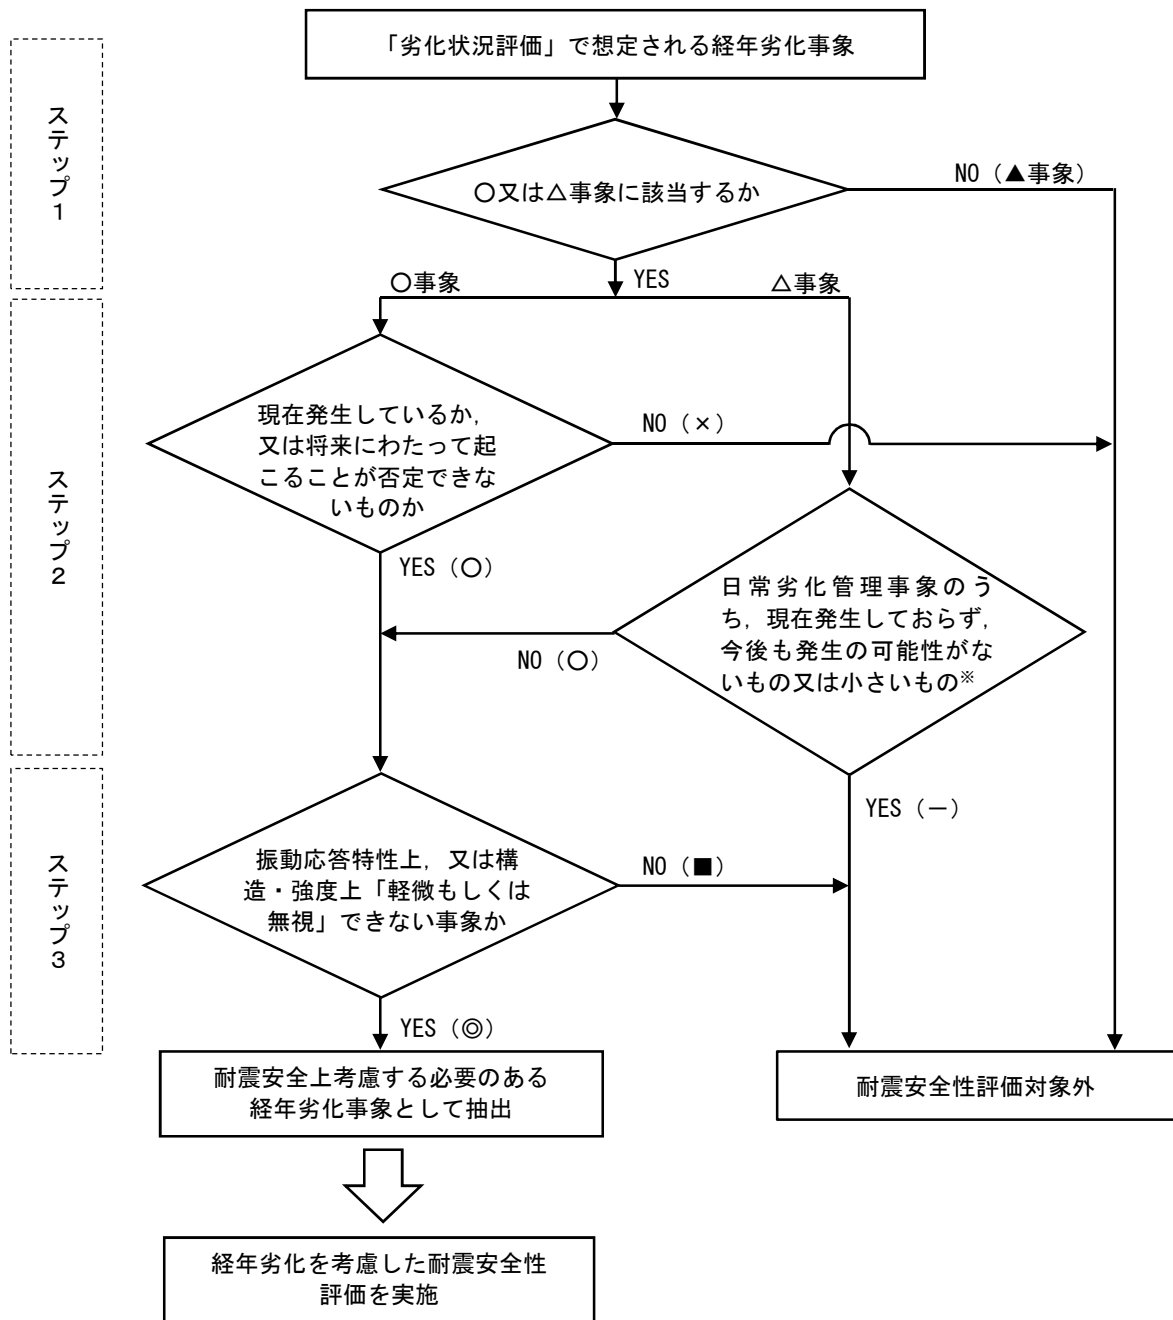 「劣化状況評価」で想定される経年劣化事象
ステップ1
○又は△事象に該当するか
NO（▲事象）
YES
○事象
△事象
ステップ2
現在発生しているか，
又は将来にわたって起
こることが否定できな
いものか
NO（×）
YES（○）
日常劣化管理事象のう
ち，現在発生しておらず，
今後も発生の可能性がな
いもの又は小さいもの※
NO（○）
YES（－）
ステップ3
振動応答特性上，又は構
造・強度上「軽微もしくは
無視」できない事象か
NO（■）
YES（◎）
耐震安全上考慮する必要のある
経年劣化事象として抽出
耐震安全性評価対象外
経年劣化を考慮した耐震安全性
評価を実施